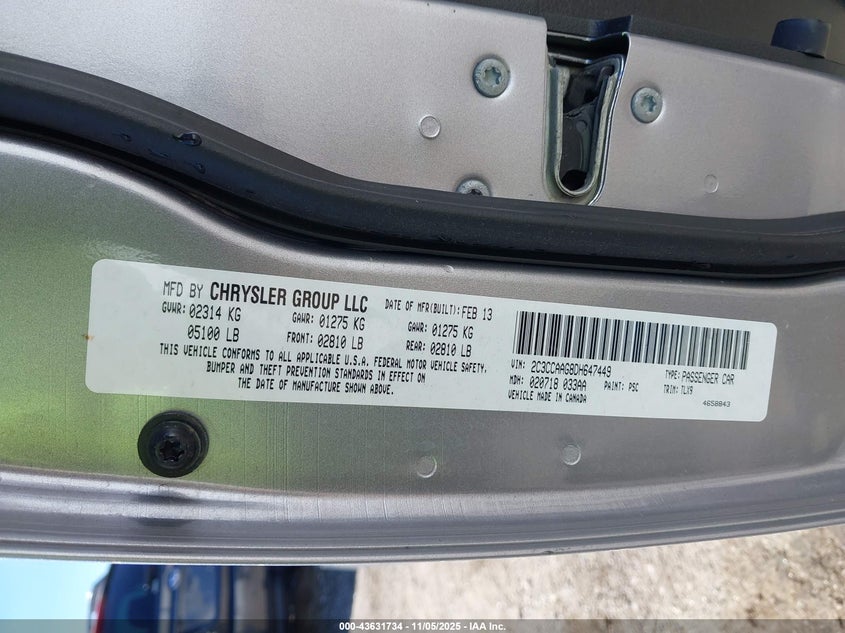 MFD BY CHRYSLER GROUP LLC DATE OF MFR(BUILT): FEB 13
GVWR: 02314 KG GAWR: 01275 KG GAWR: 01275 KG
05100 LB FRONT: 02810 LB REAR: 02810 LB
THIS VEHICLE CONFORMS TO ALL APPLICABLE U.S.A. FEDERAL MOTOR VEHICLE SAFETY,
BUMPER AND THEFT PREVENTION STANDARDS IN EFFECT ON
THE DATE OF MANUFACTURE SHOWN ABOVE.
VIN: 2C3CCAAG8DH647449 TYPE: PASSENGER CAR
MDH: 020718 033AA PAINT: PSC TRIM: TLX9
VEHICLE MADE IN CANADA 4658843
000-43631734 - 11/05/2025 - IAA Inc.